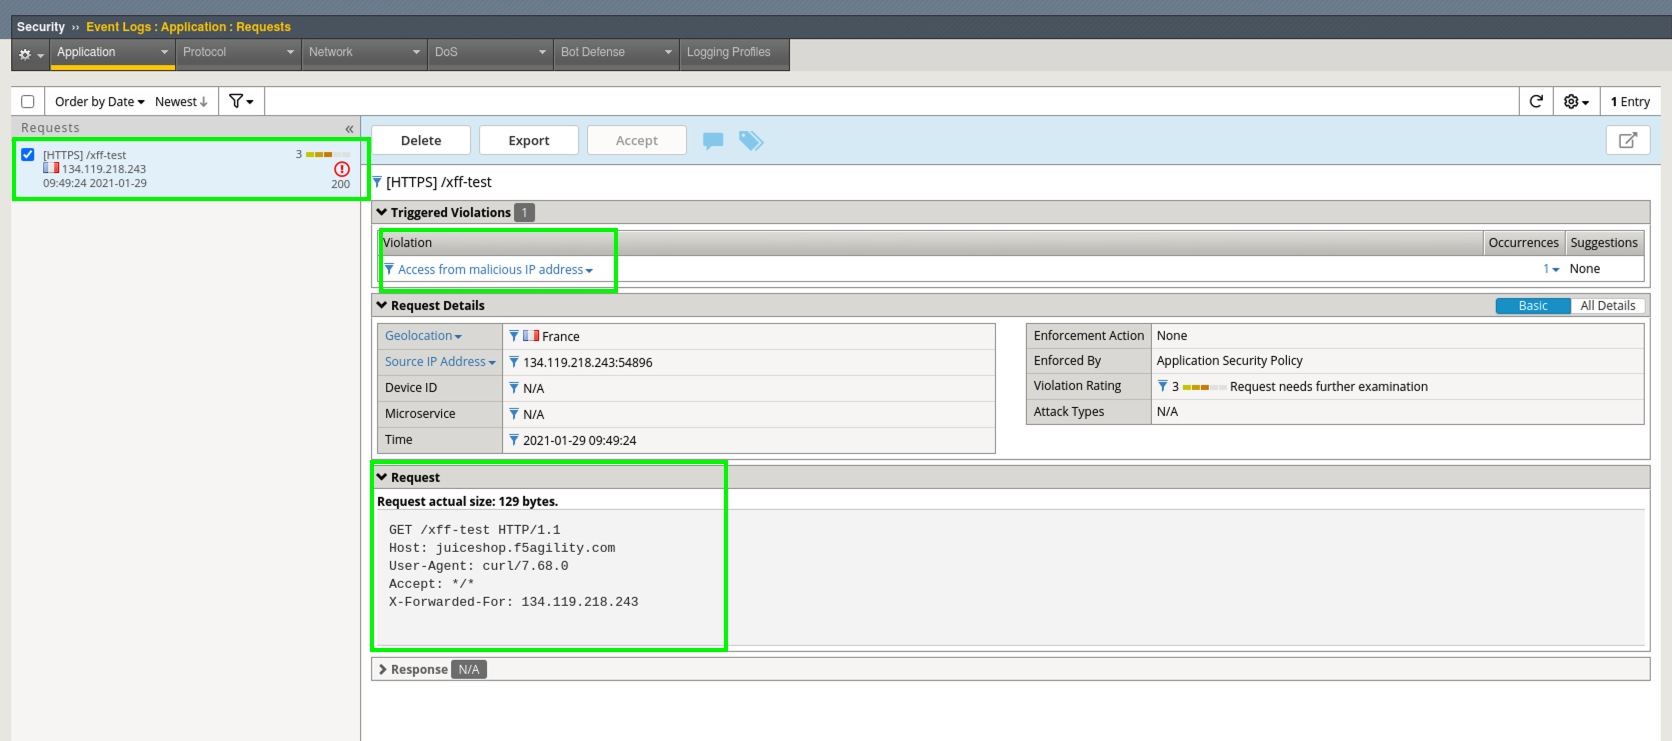 Security ›› Event Logs : Application : Requests
Application Protocol Network DoS Bot Defense Logging Profiles
Order by Date Newest 1 Entry
Requests «
[HTTPS] /xff-test 3
134.119.218.243
09:49:24 2021-01-29 200
Delete Export Accept
[HTTPS] /xff-test
Triggered Violations 1
Violation Occurrences Suggestions
Access from malicious IP address 1 None
Request Details Basic All Details
Geolocation France
Source IP Address 134.119.218.243:54896
Device ID N/A
Microservice N/A
Time 2021-01-29 09:49:24
Enforcement Action None
Enforced By Application Security Policy
Violation Rating 3 Request needs further examination
Attack Types N/A
Request
Request actual size: 129 bytes.
GET /xff-test HTTP/1.1
Host: juiceshop.f5agility.com
User-Agent: curl/7.68.0
Accept: */*
X-Forwarded-For: 134.119.218.243
Response N/A